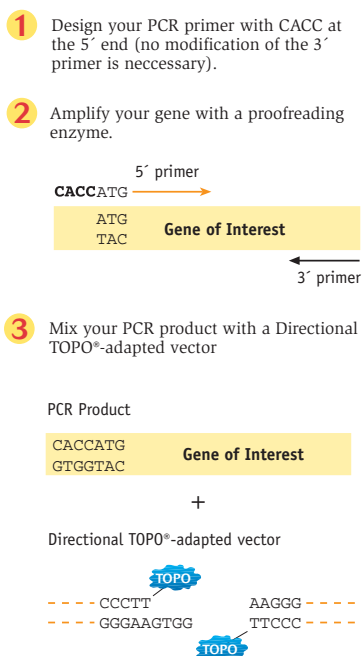 1 Design your PCR primer with CACC at
the 5´ end (no modification of the 3´
primer is neccessary).
2 Amplify your gene with a proofreading
enzyme.
5´ primer
CACCATG
ATG
TAC
Gene of Interest
3´ primer
3 Mix your PCR product with a Directional
TOPO®-adapted vector
PCR Product
CACCATG
GTGGTAC
Gene of Interest
+
Directional TOPO®-adapted vector
TOPO
CCCTT AAGGG
GGGAAGTGG TTCCC
TOPO